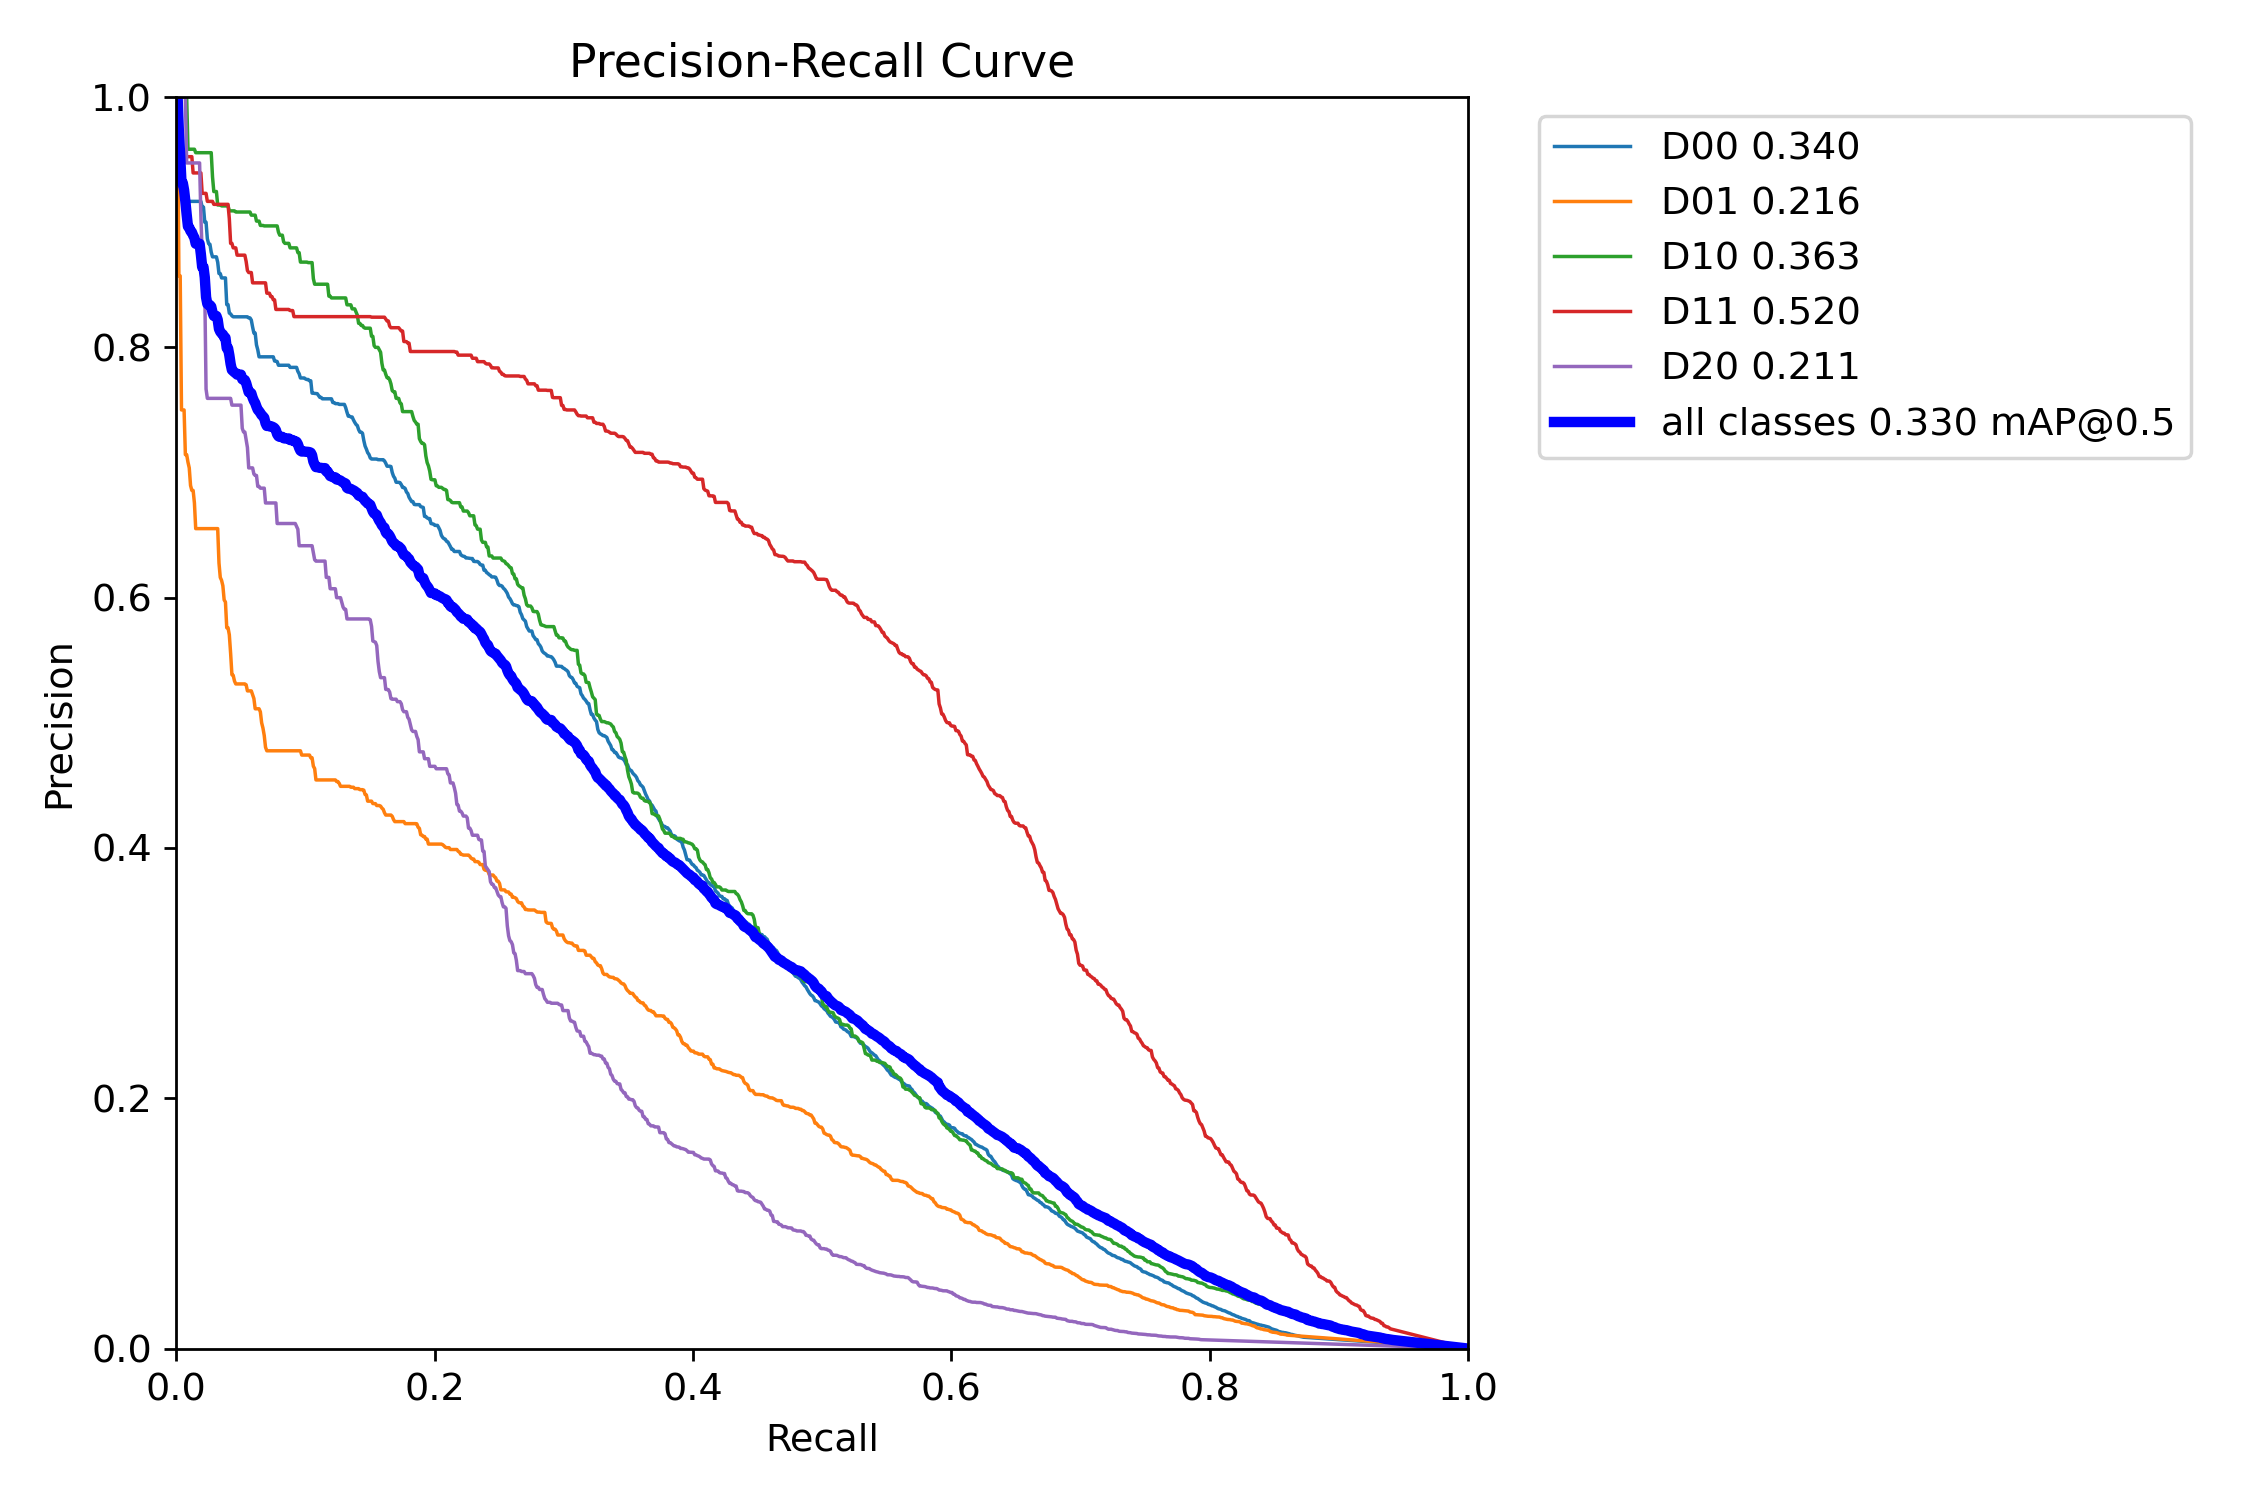 Precision-Recall Curve
1.0
0.8
0.6
0.4
0.2
0.0
Precision
0.0 0.2 0.4 0.6 0.8 1.0
Recall
D00 0.340
D01 0.216
D10 0.363
D11 0.520
D20 0.211
all classes 0.330 mAP@0.5